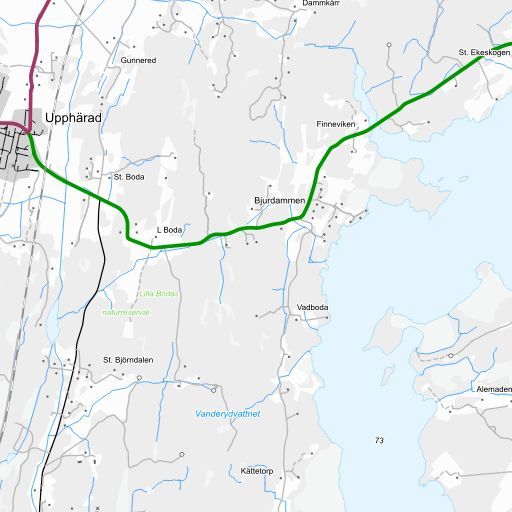 Dammkärr
St. Ekeskogen
Gunnered
Upphärad
Finneviken
St. Boda
Bjurdammen
L Boda
Lilla Bodas
naturreservat
Vadboda
St. Björndalen
Alemaden
Vanderydvattnet
73
Kättetorp